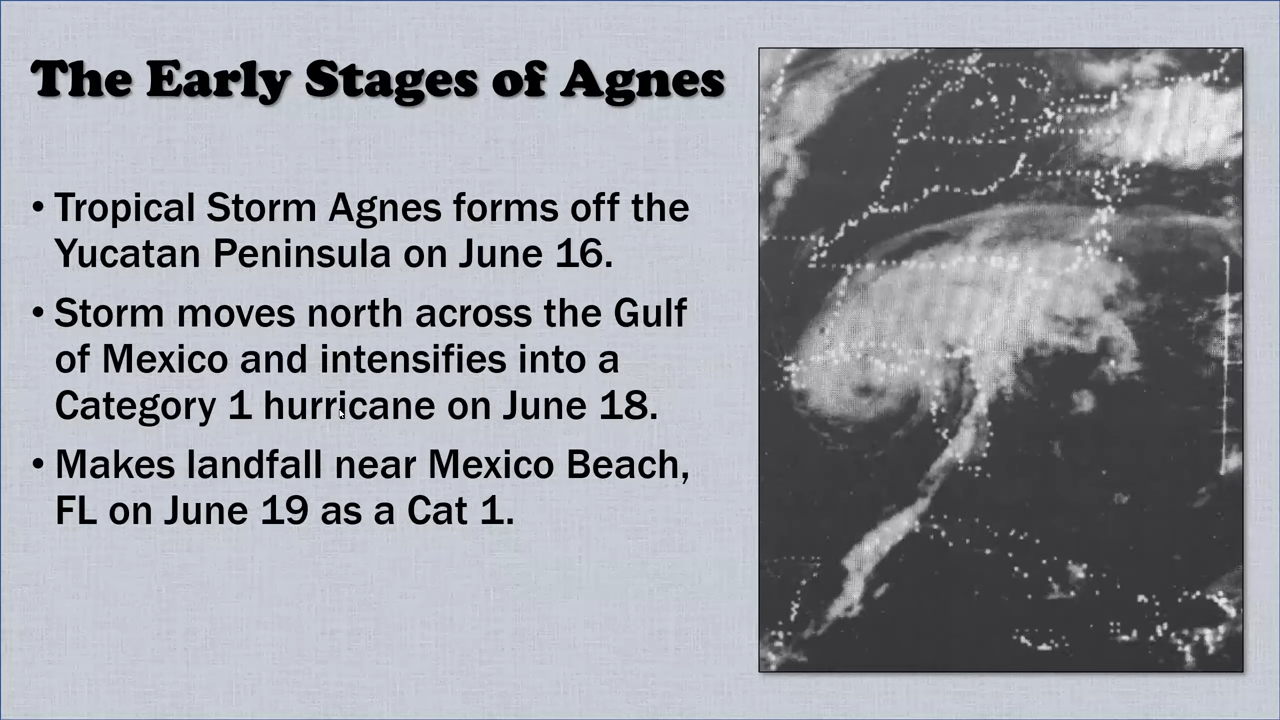 The Early Stages of Agnes
• Tropical Storm Agnes forms off the
Yucatan Peninsula on June 16.
• Storm moves north across the Gulf
of Mexico and intensifies into a
Category 1 hurricane on June 18.
• Makes landfall near Mexico Beach,
FL on June 19 as a Cat 1.